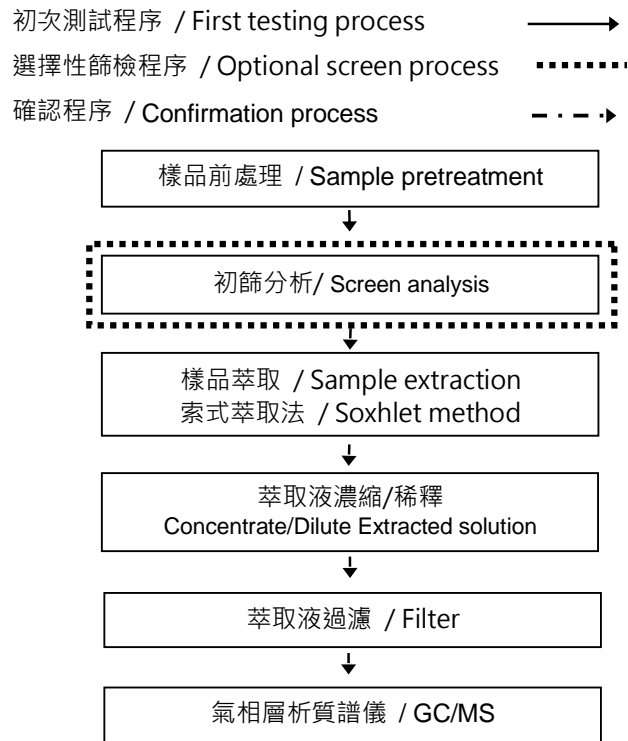 初次測試程序 / First testing process
選擇性篩檢程序 / Optional screen process
確認程序 / Confirmation process
樣品前處理 / Sample pretreatment
初篩分析/ Screen analysis
樣品萃取 / Sample extraction
索式萃取法 / Soxhlet method
萃取液濃縮/稀釋
Concentrate/Dilute Extracted solution
萃取液過濾 / Filter
氣相層析質譜儀 / GC/MS